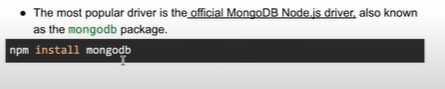 • The most popular driver is the official MongoDB Node.js driver, also known
as the mongodb package.
npm install mongodb